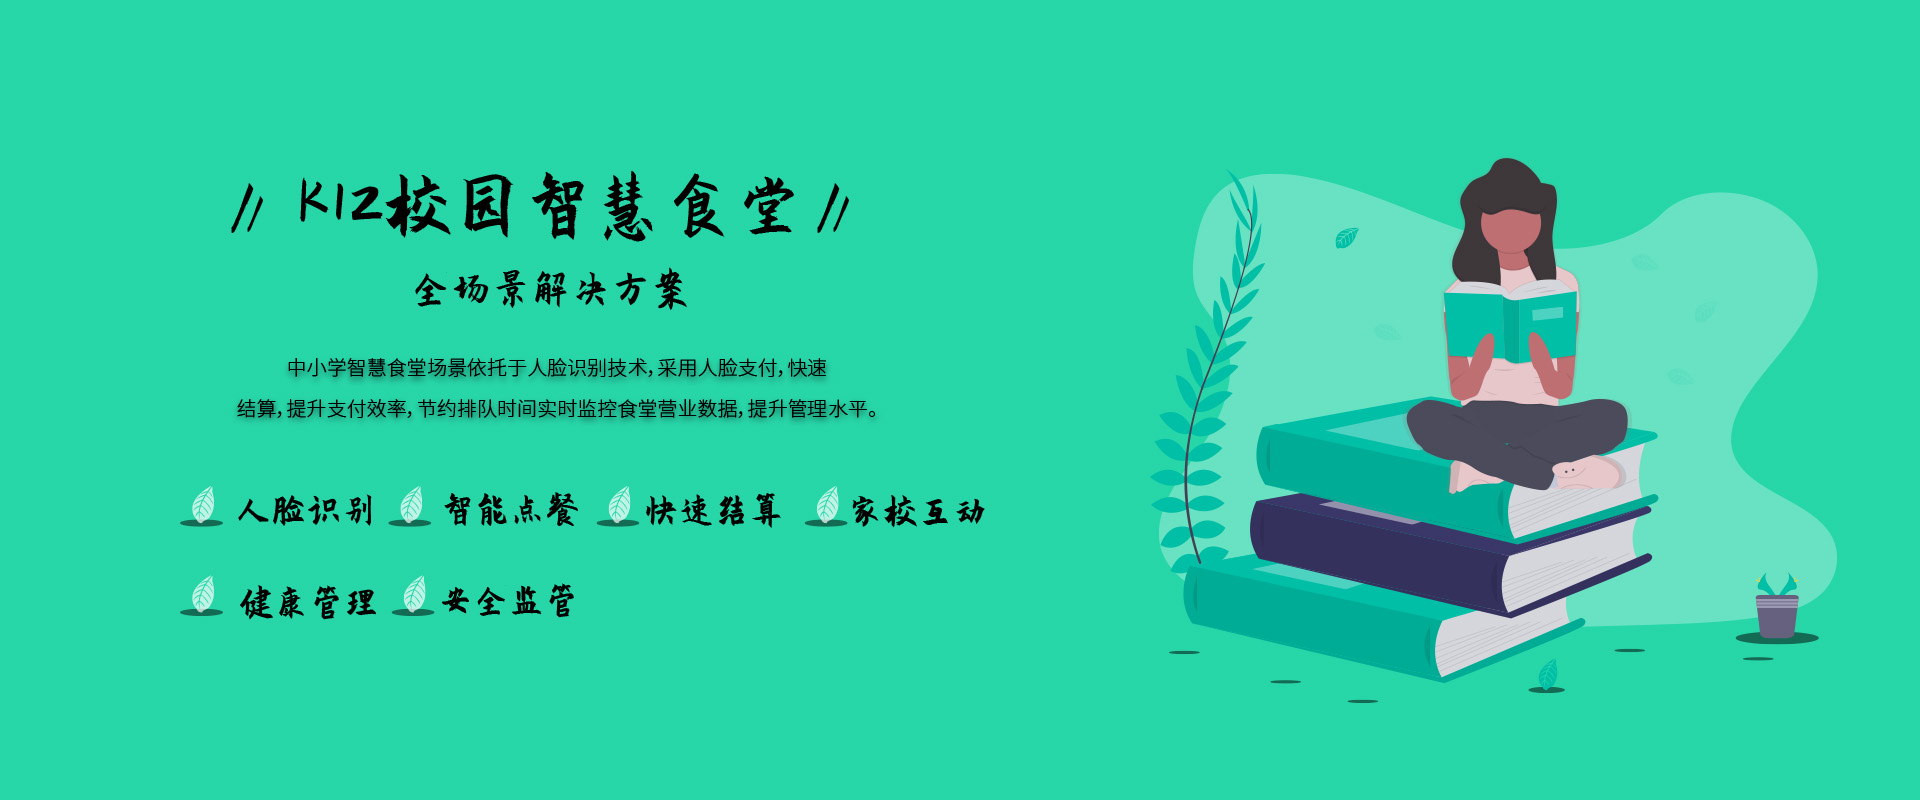 // K12校园智慧食堂 //
全场景解决方案
中小学智慧食堂场景依托于人脸识别技术，采用人脸支付，快速
结算，提升支付效率，节约排队时间实时监控食堂营业数据，提升管理水平。
人脸识别 智能点餐 快速结算 家校互动
健康管理 安全监管